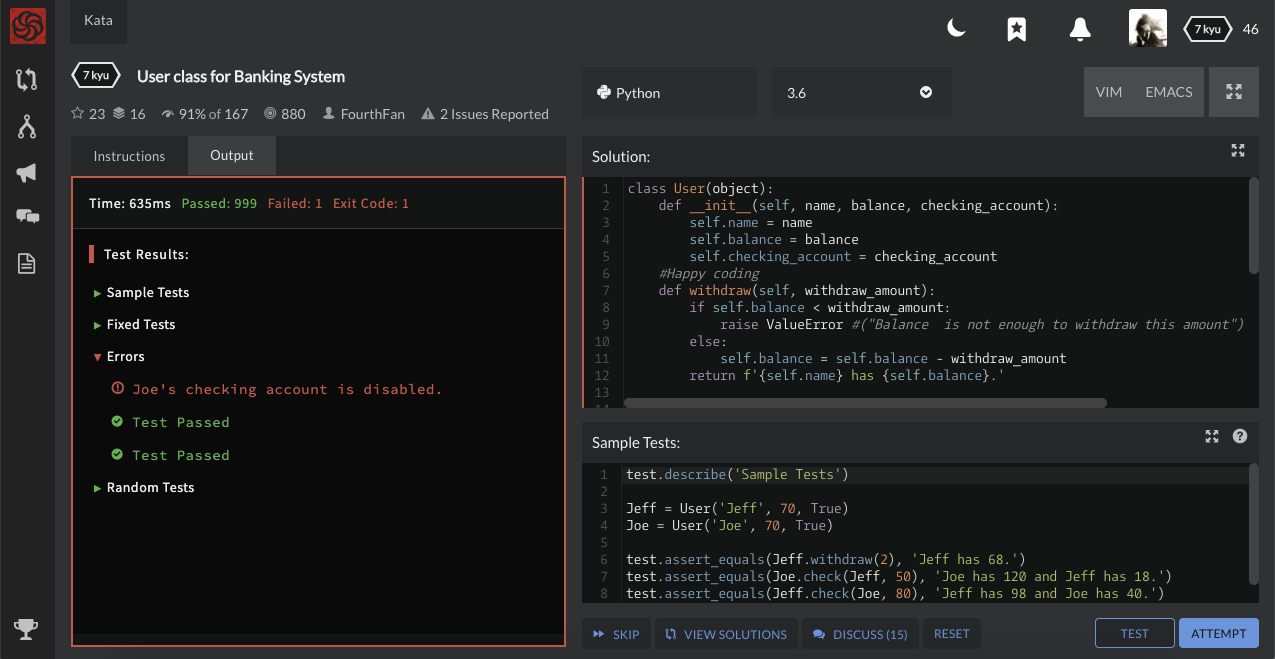 Kata
7 kyu
46
7 kyu
User class for Banking System
23 16 91% of 167 880 FourthFan 2 Issues Reported
Python
3.6
VIM
EMACS
Instructions
Output
Time: 635ms Passed: 999 Failed: 1 Exit Code: 1
Test Results:
Sample Tests
Fixed Tests
Errors
Joe's checking account is disabled.
Test Passed
Test Passed
Random Tests
Solution:
1 class User(object):
2     def __init__(self, name, balance, checking_account):
3         self.name = name
4         self.balance = balance
5         self.checking_account = checking_account
6     #Happy coding
7     def withdraw(self, withdraw_amount):
8         if self.balance < withdraw_amount:
9             raise ValueError #("Balance  is not enough to withdraw this amount")
10         else:
11             self.balance = self.balance - withdraw_amount
12         return f'{self.name} has {self.balance}.'
13
14
Sample Tests:
1 test.describe('Sample Tests')
2
3 Jeff = User('Jeff', 70, True)
4 Joe = User('Joe', 70, True)
5
6 test.assert_equals(Jeff.withdraw(2), 'Jeff has 68.')
7 test.assert_equals(Joe.check(Jeff, 50), 'Joe has 120 and Jeff has 18.')
8 test.assert_equals(Jeff.check(Joe, 80), 'Jeff has 98 and Joe has 40.')
SKIP
VIEW SOLUTIONS
DISCUSS (15)
RESET
TEST
ATTEMPT